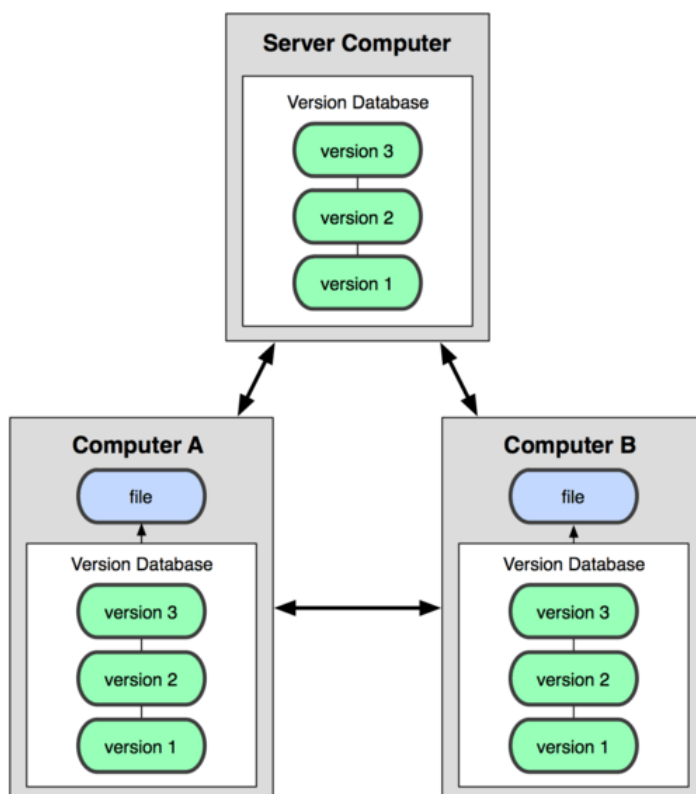 Server Computer
Version Database
version 3
version 2
version 1
Computer A
file
Version Database
version 3
version 2
version 1
Computer B
file
Version Database
version 3
version 2
version 1